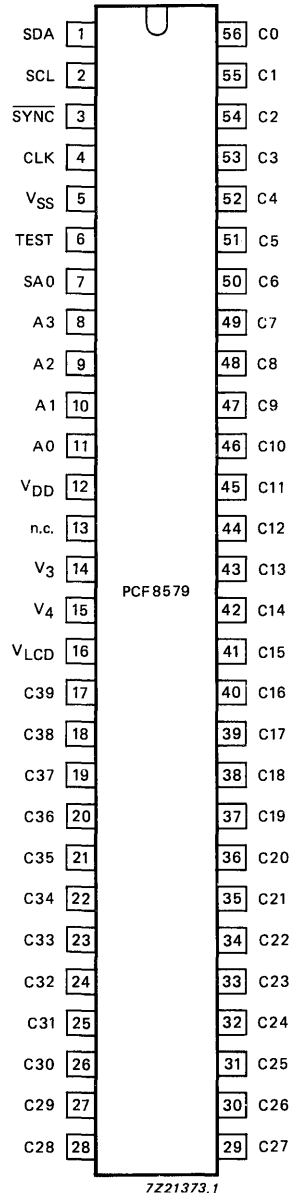 SDA 1 56 C0
SCL 2 55 C1
SYNC 3 54 C2
CLK 4 53 C3
VSS 5 52 C4
TEST 6 51 C5
SA0 7 50 C6
A3 8 49 C7
A2 9 48 C8
A1 10 47 C9
A0 11 46 C10
VDD 12 45 C11
n.c. 13 44 C12
V3 14 43 C13
PCF8579
V4 15 42 C14
VLCD 16 41 C15
C39 17 40 C16
C38 18 39 C17
C37 19 38 C18
C36 20 37 C19
C35 21 36 C20
C34 22 35 C21
C33 23 34 C22
C32 24 33 C23
C31 25 32 C24
C30 26 31 C25
C29 27 30 C26
C28 28 29 C27
7Z21373.1